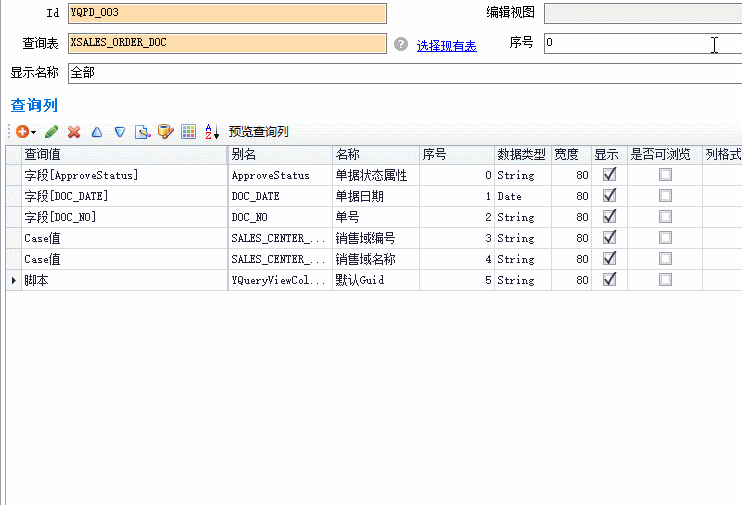 Id YQPD_003 编辑视图
查询表 XSALES_ORDER_DOC ? 选择现有表 序号 0
显示名称 全部
查询列
预览查询列
查询值 别名 名称 序号 数据类型 宽度 显示 是否可浏览 列格式
字段[ApproveStatus] ApproveStatus 单据状态属性 0 String 80
字段[DOC_DATE] DOC_DATE 单据日期 1 Date 80
字段[DOC_NO] DOC_NO 单号 2 String 80
Case值 SALES_CENTER_... 销售域编号 3 String 80
Case值 SALES_CENTER_... 销售域名称 4 String 80
脚本 YQueryViewCol... 默认Guid 5 String 80